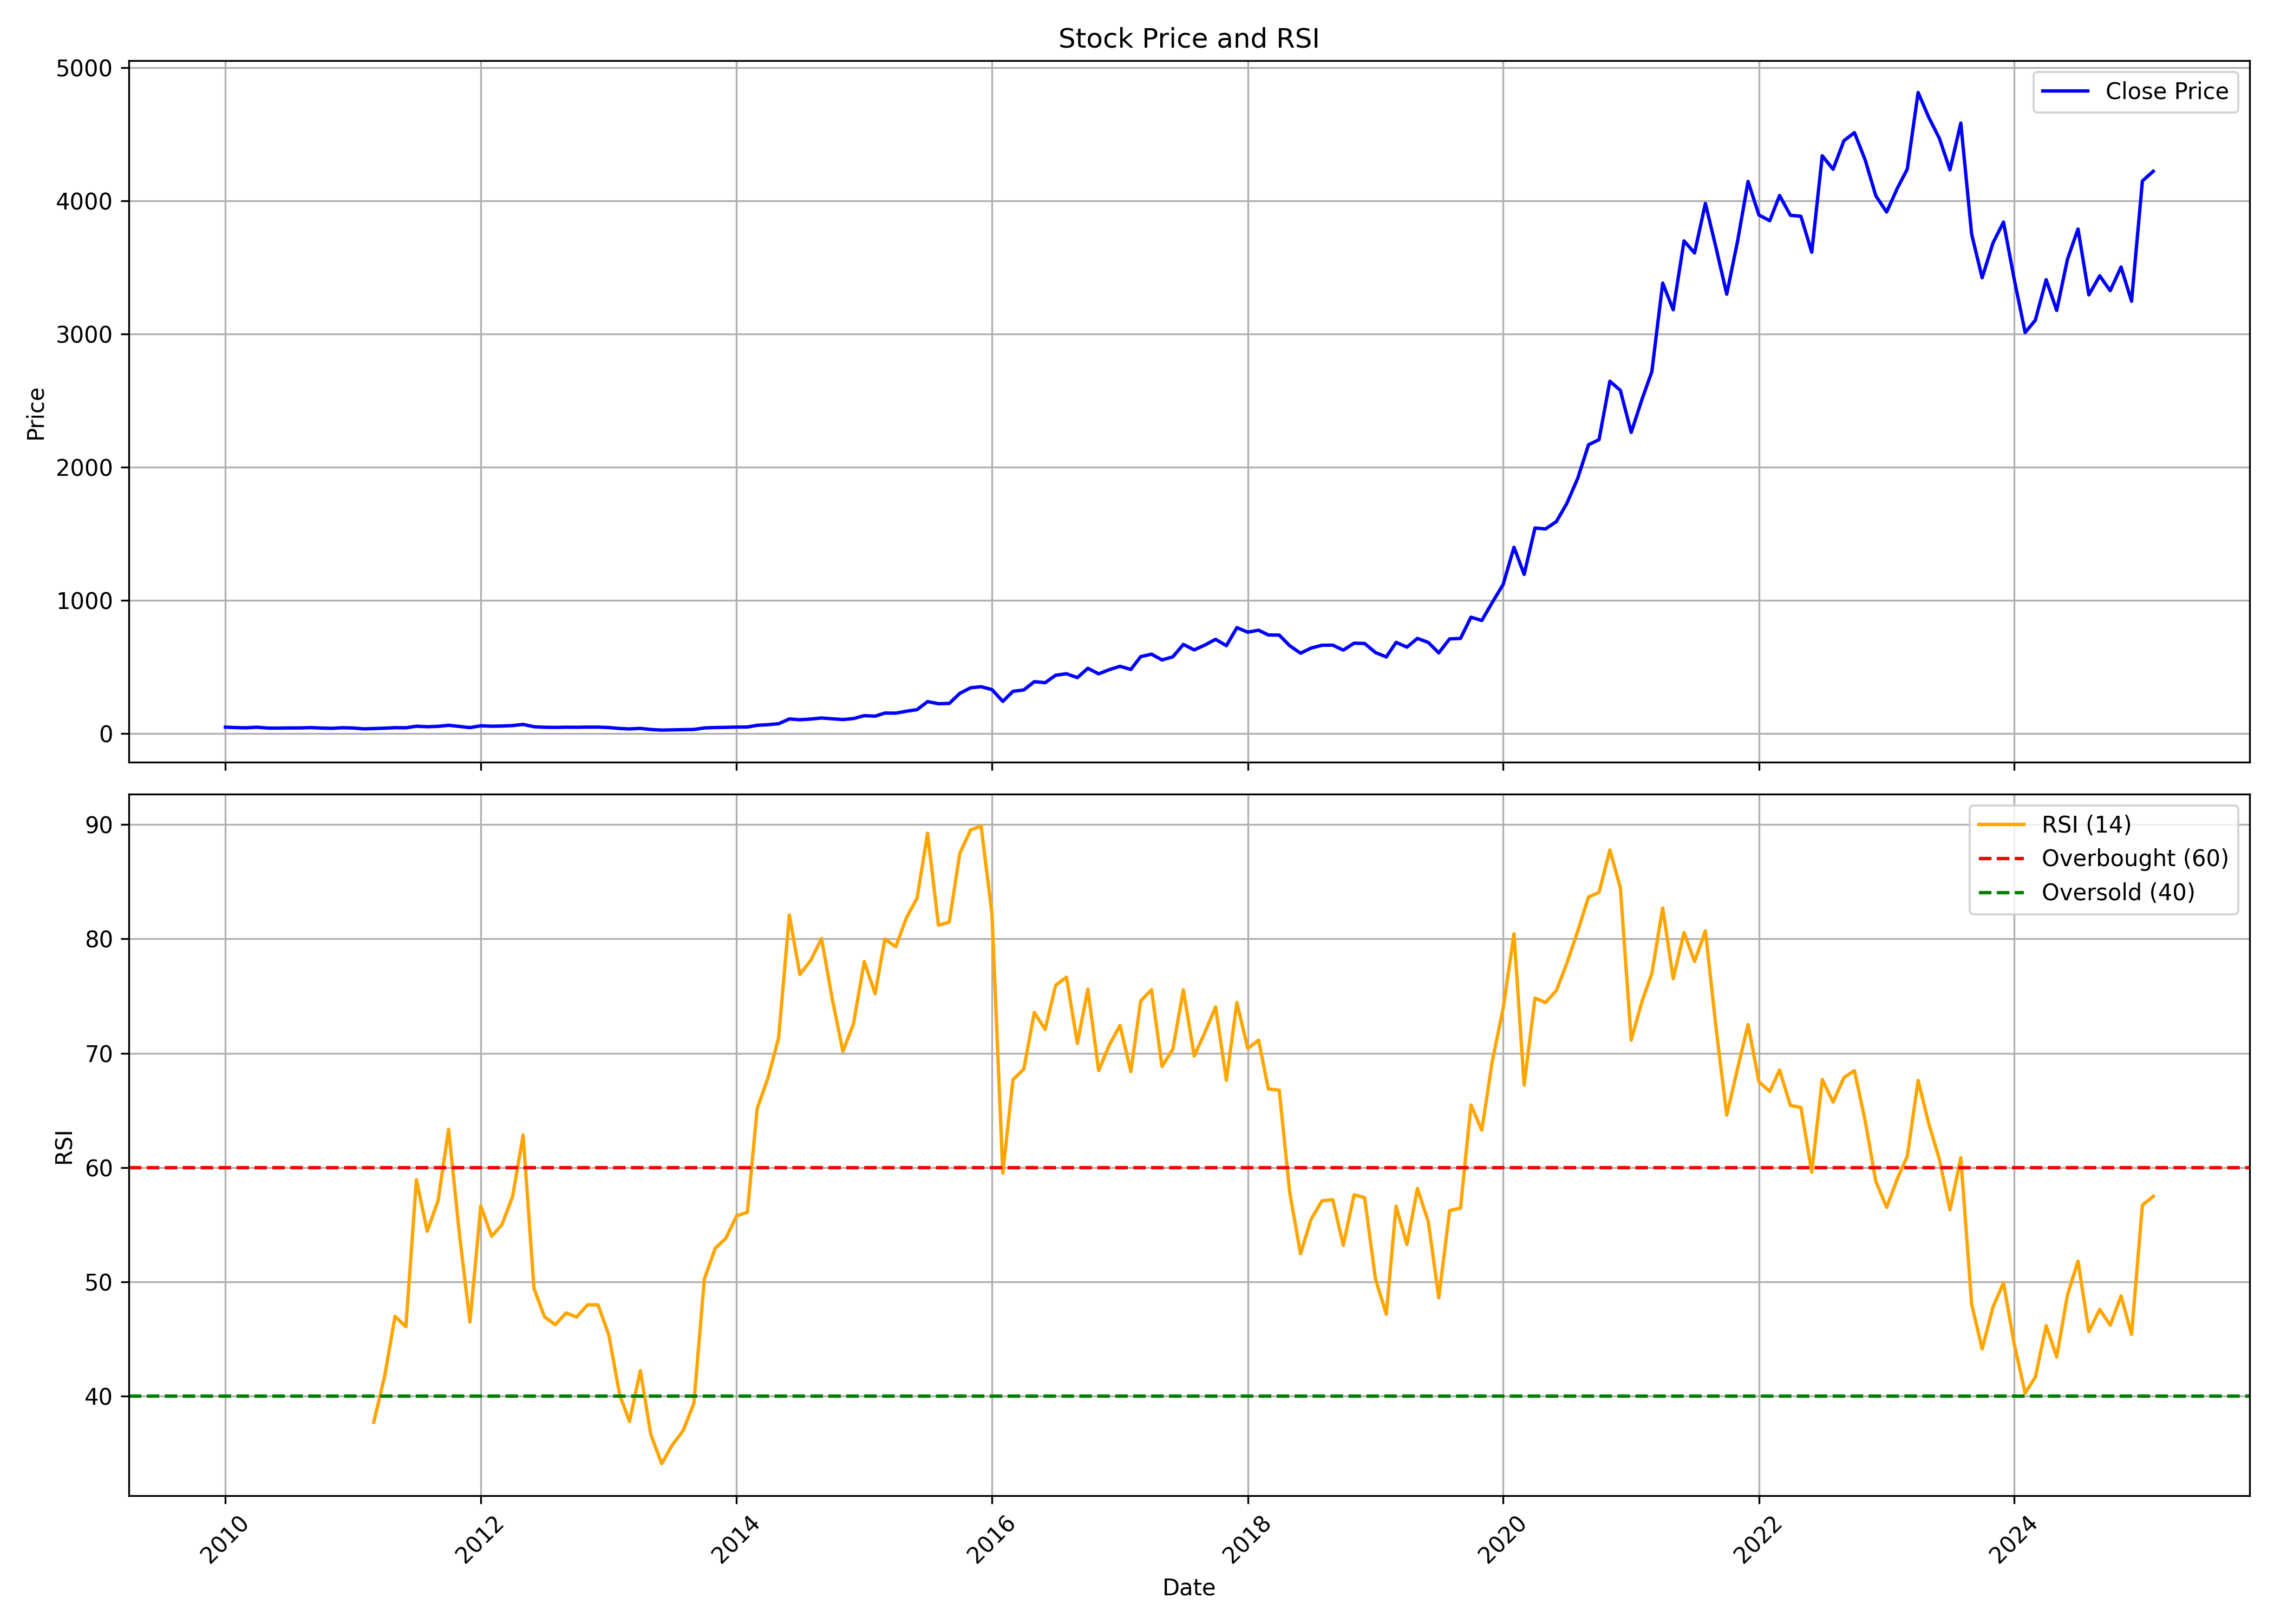 Stock Price and RSI
5000
4000
3000
2000
1000
0
Price
Close Price
90
80
70
60
50
40
RSI
RSI (14)
Overbought (60)
Oversold (40)
2010
2012
2014
2016
2018
2020
2022
2024
Date